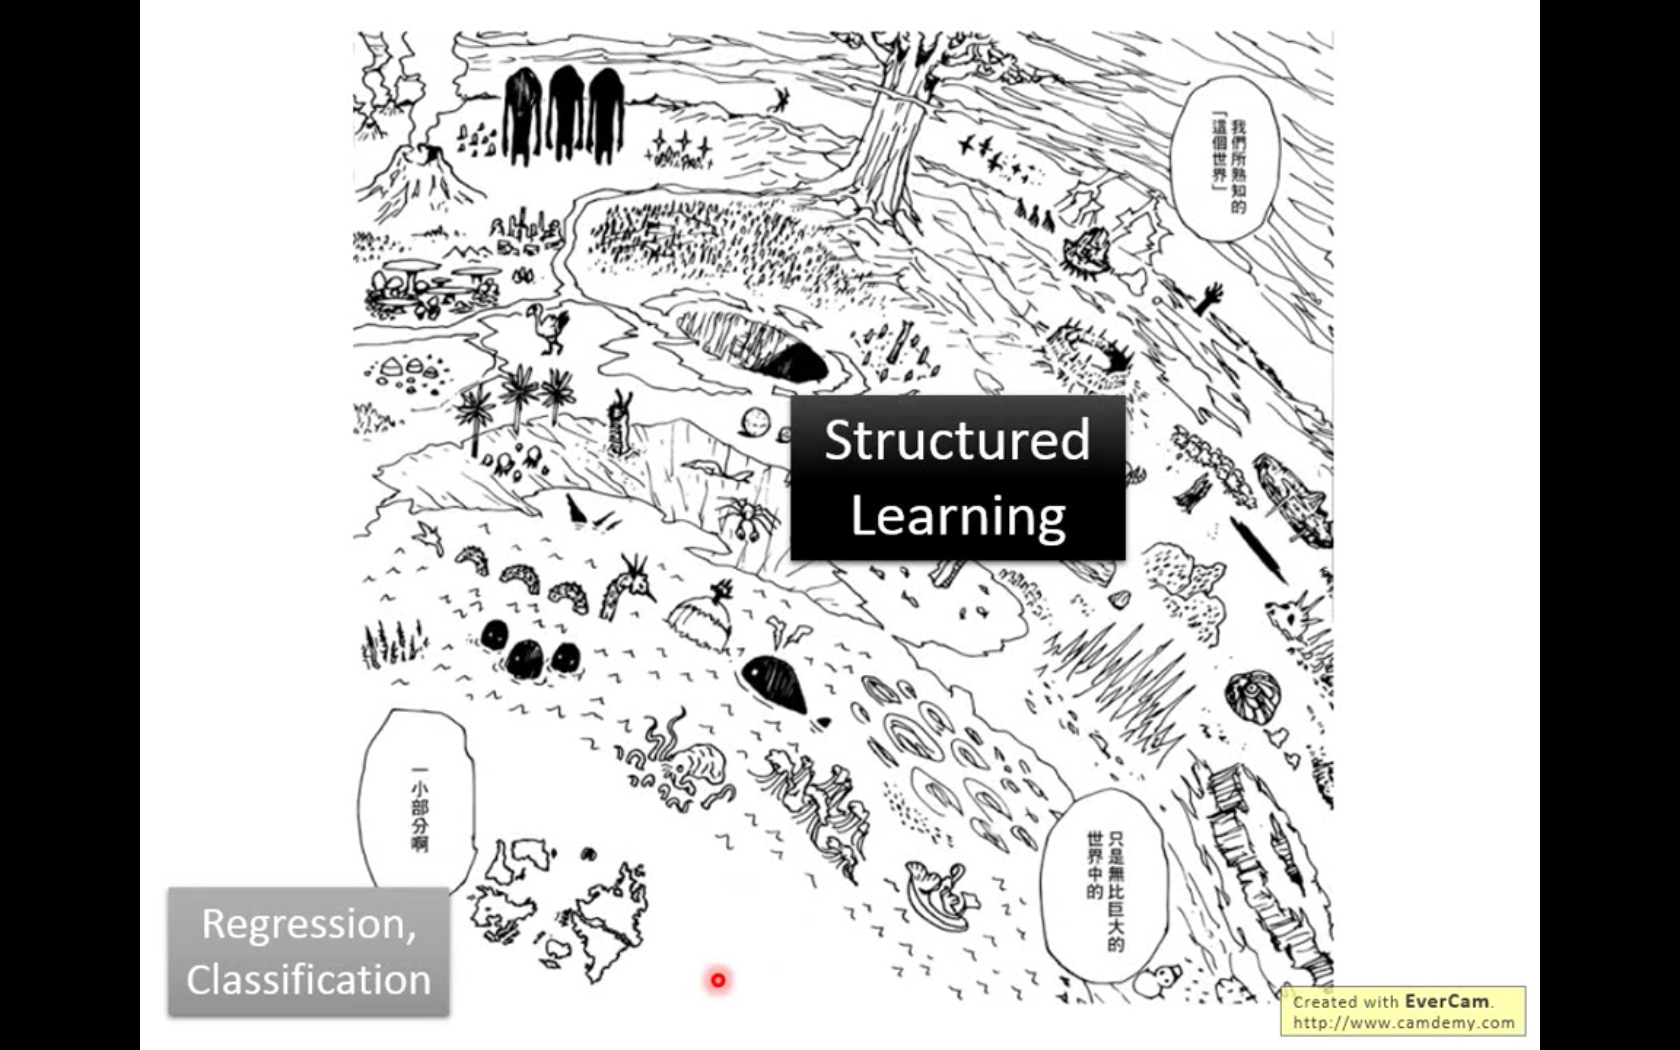 我們所熟知的
「這個世界」
Structured
Learning
只是無比巨大的
世界中的
一小部分啊
Regression,
Classification
Created with EverCam.
http://www.camdemy.com